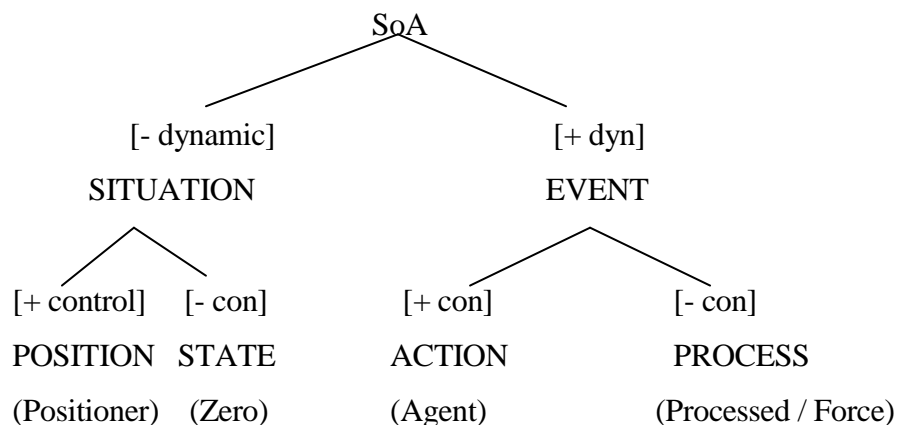 SoA
[- dynamic] [+ dyn]
SITUATION EVENT
[+ control] [- con] [+ con] [- con]
POSITION STATE ACTION PROCESS
(Positioner) (Zero) (Agent) (Processed / Force)